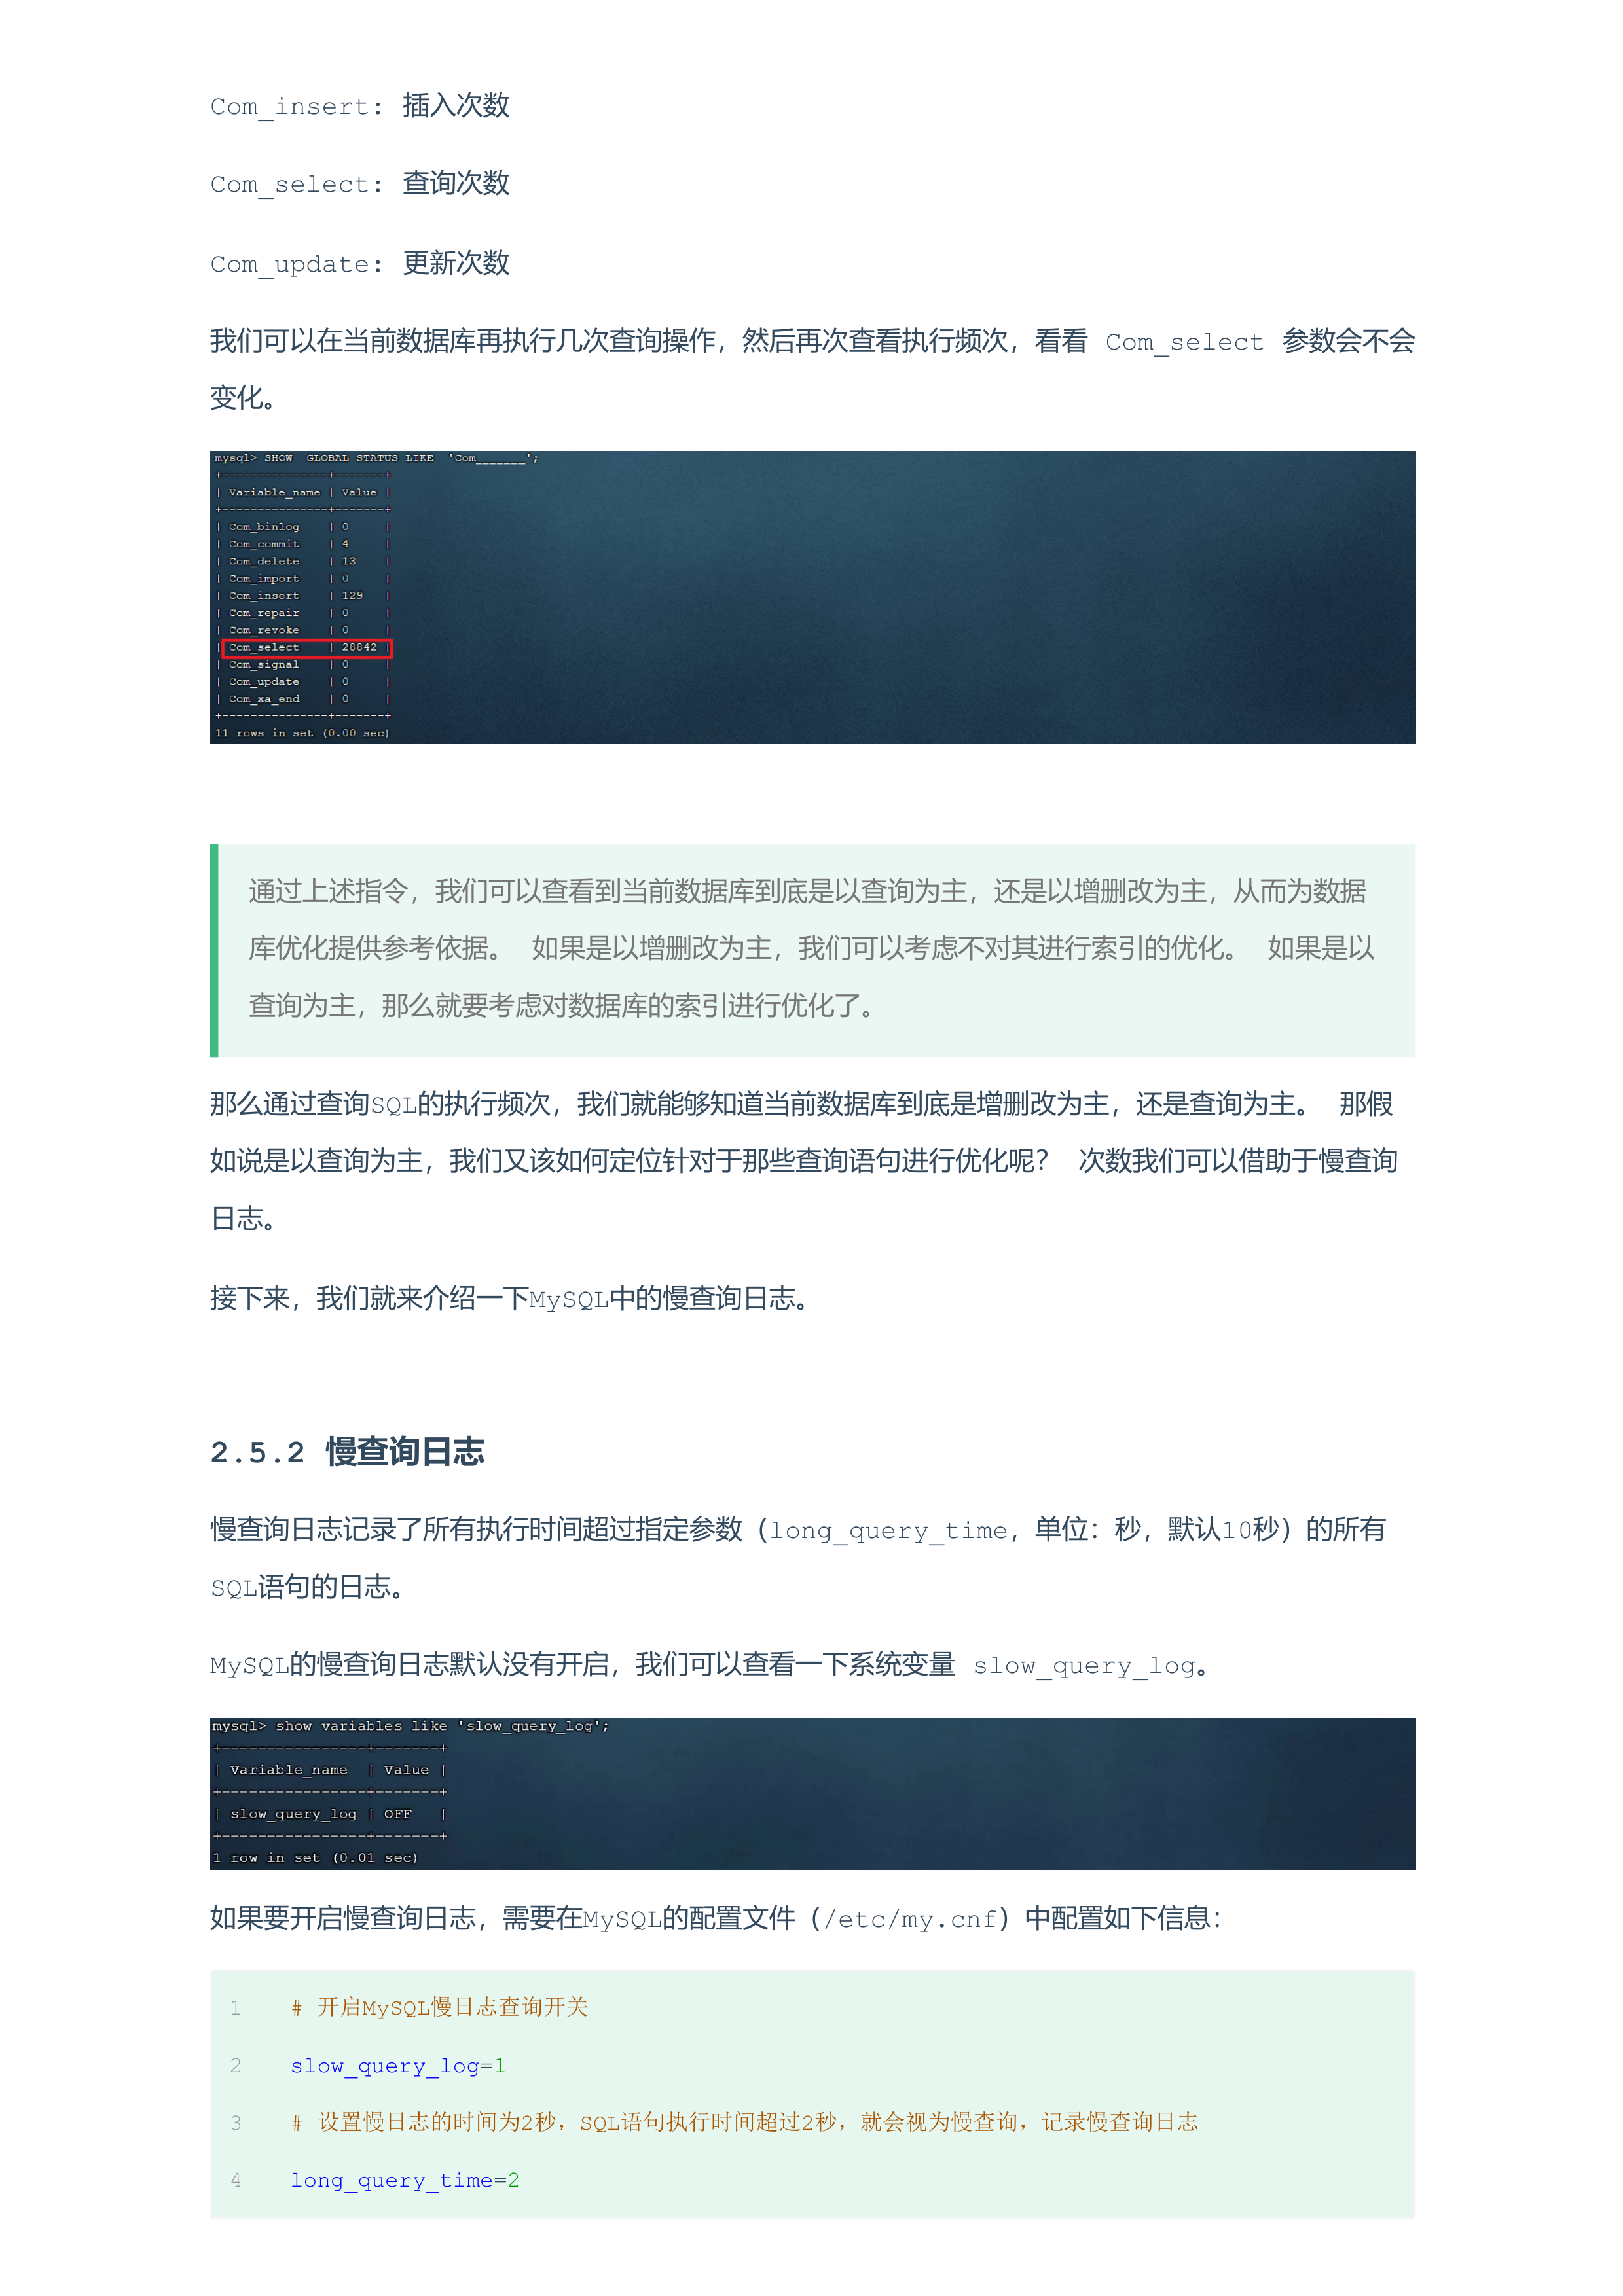 Com_insert: 插入次数
Com_select: 查询次数
Com_update: 更新次数
我们可以在当前数据库再执行几次查询操作，然后再次查看执行频次，看看 Com_select 参数会不会
变化。
mysql> SHOW  GLOBAL STATUS LIKE  'Com_______';
+---------------+-------+
| Variable_name | Value |
+---------------+-------+
| Com_binlog    | 0     |
| Com_commit    | 4     |
| Com_delete    | 13    |
| Com_import    | 0     |
| Com_insert    | 129   |
| Com_repair    | 0     |
| Com_revoke    | 0     |
| Com_select    | 28842 |
| Com_signal    | 0     |
| Com_update    | 0     |
| Com_xa_end    | 0     |
+---------------+-------+
11 rows in set (0.00 sec)
通过上述指令，我们可以查看到当前数据库到底是以查询为主，还是以增删改为主，从而为数据
库优化提供参考依据。 如果是以增删改为主，我们可以考虑不对其进行索引的优化。 如果是以
查询为主，那么就要考虑对数据库的索引进行优化了。
那么通过查询SQL的执行频次，我们就能够知道当前数据库到底是增删改为主，还是查询为主。 那假
如说是以查询为主，我们又该如何定位针对于那些查询语句进行优化呢？ 次数我们可以借助于慢查询
日志。
接下来，我们就来介绍一下MySQL中的慢查询日志。
2.5.2 慢查询日志
慢查询日志记录了所有执行时间超过指定参数（long_query_time，单位：秒，默认10秒）的所有
SQL语句的日志。
MySQL的慢查询日志默认没有开启，我们可以查看一下系统变量 slow_query_log。
mysql> show variables like 'slow_query_log';
+----------------+-------+
| Variable_name  | Value |
+----------------+-------+
| slow_query_log | OFF   |
+----------------+-------+
1 row in set (0.01 sec)
如果要开启慢查询日志，需要在MySQL的配置文件（/etc/my.cnf）中配置如下信息：
1 # 开启MySQL慢日志查询开关
2 slow_query_log=1
3 # 设置慢日志的时间为2秒，SQL语句执行时间超过2秒，就会视为慢查询，记录慢查询日志
4 long_query_time=2